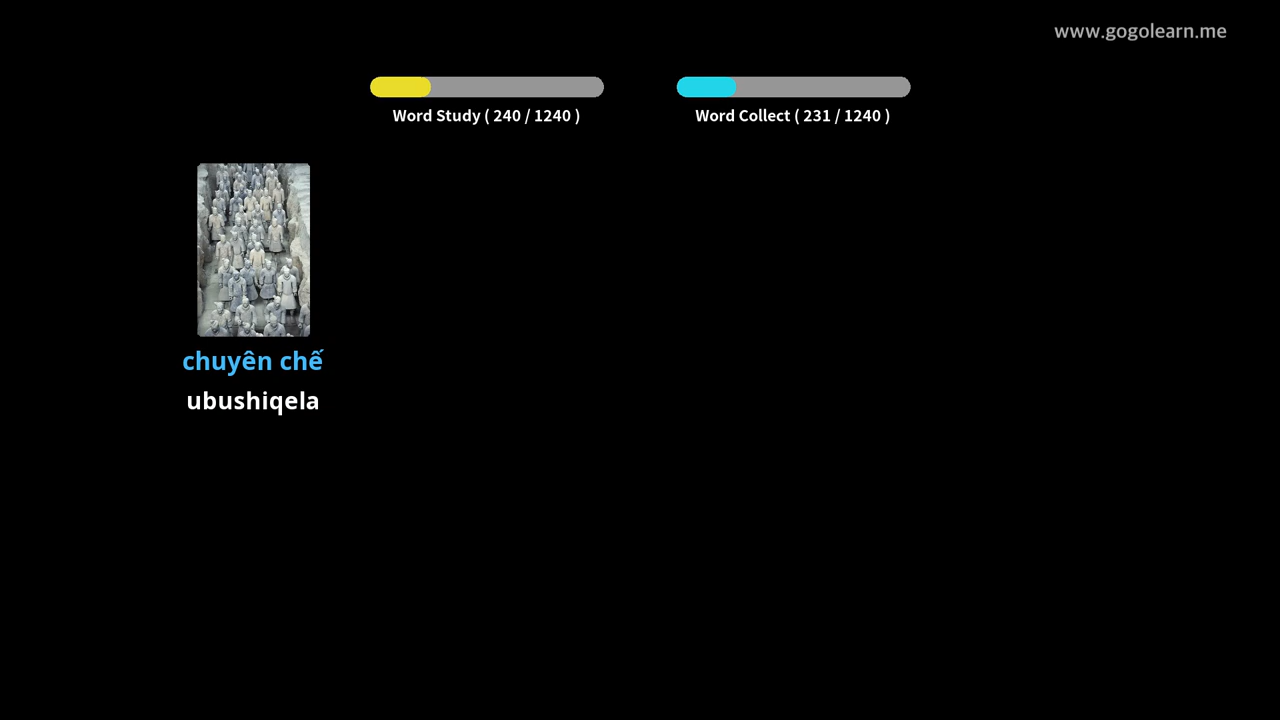 www.gogolearn.me
Word Study ( 240 / 1240 )
Word Collect ( 231 / 1240 )
chuyên chế
ubushiqela